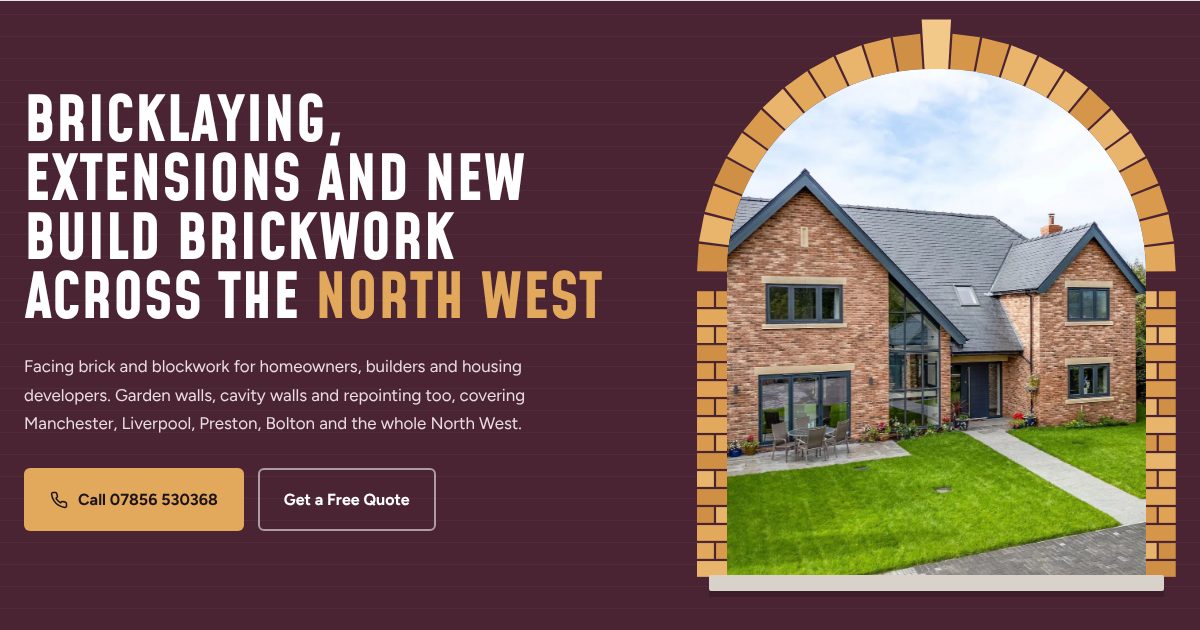 BRICKLAYING,
EXTENSIONS AND NEW
BUILD BRICKWORK
ACROSS THE NORTH WEST
Facing brick and blockwork for homeowners, builders and housing
developers. Garden walls, cavity walls and repointing too, covering
Manchester, Liverpool, Preston, Bolton and the whole North West.
Call 07856 530368
Get a Free Quote